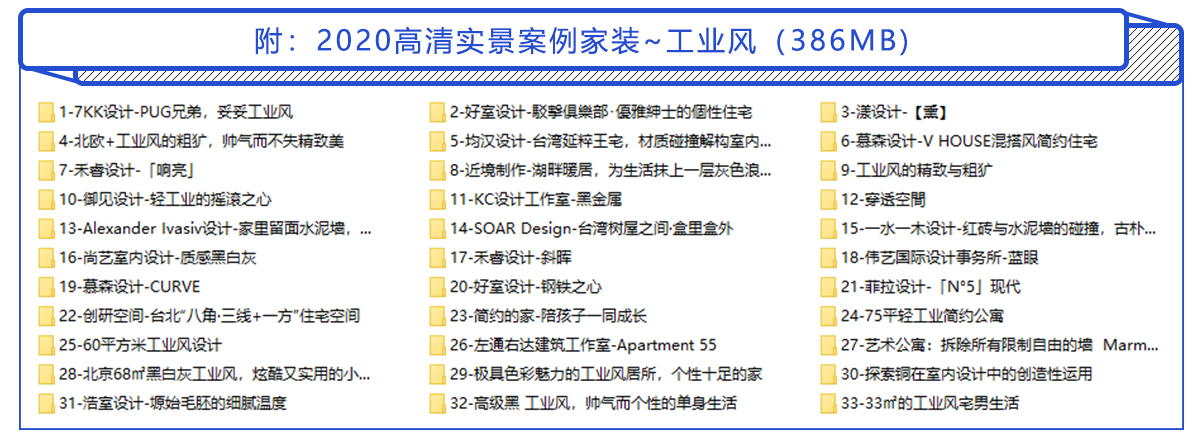 附：2020高清实景案例家装~工业风（386MB）
1-7KK设计-PUG兄弟，妥妥工业风
2-好室设计-駁擊俱樂部·優雅紳士的個性住宅
3-漾设计-【熏】
4-北欧+工业风的粗犷，帅气而不失精致美
5-均汉设计-台湾延粹王宅，材质碰撞解构室内...
6-慕森设计-V HOUSE混搭风简约住宅
7-禾睿设计-「响亮」
8-近境制作-湖畔暖居，为生活抹上一层灰色浪...
9-工业风的精致与粗犷
10-御见设计-轻工业的摇滚之心
11-KC设计工作室-黑金属
12-穿透空間
13-Alexander Ivasiv设计-家里留面水泥墙，...
14-SOAR Design-台湾树屋之间·盒里盒外
15-一水一木设计-红砖与水泥墙的碰撞，古朴...
16-尚艺室内设计-质感黑白灰
17-禾睿设计-斜晖
18-伟艺国际设计事务所-蓝眼
19-慕森设计-CURVE
20-好室设计-钢铁之心
21-菲拉设计-「N°5」现代
22-创研空间-台北“八角·三线+一方”住宅空间
23-简约的家-陪孩子一同成长
24-75平轻工业简约公寓
25-60平方米工业风设计
26-左通右达建筑工作室-Apartment 55
27-艺术公寓：拆除所有限制自由的墙  Marm...
28-北京68㎡黑白灰工业风，炫酷又实用的小...
29-极具色彩魅力的工业风居所，个性十足的家
30-探索铜在室内设计中的创造性运用
31-浩室设计-塬始毛胚的细腻温度
32-高级黑 工业风，帅气而个性的单身生活
33-33㎡的工业风宅男生活